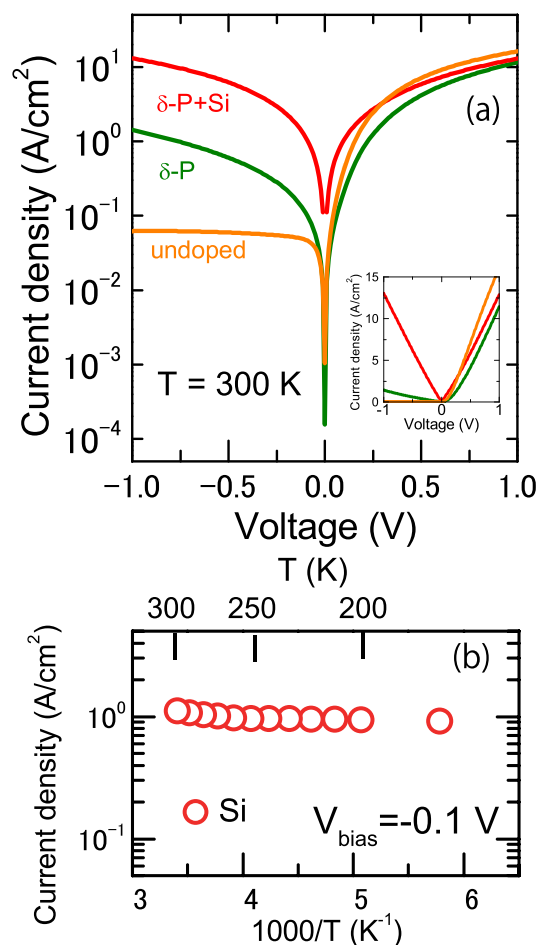 Current density (A/cm²)
10¹
10⁰
10⁻¹
10⁻²
10⁻³
10⁻⁴
(a)
δ-P+Si
δ-P
undoped
T = 300 K
Current density (A/cm²)
15
10
5
0
-1
0
1
Voltage (V)
−1.0 −0.5 0.0 0.5 1.0
Voltage (V)
T (K)
300 250 200
Current density (A/cm²)
10⁰
10⁻¹
(b)
Si
V_bias=-0.1 V
3 4 5 6
1000/T (K⁻¹)